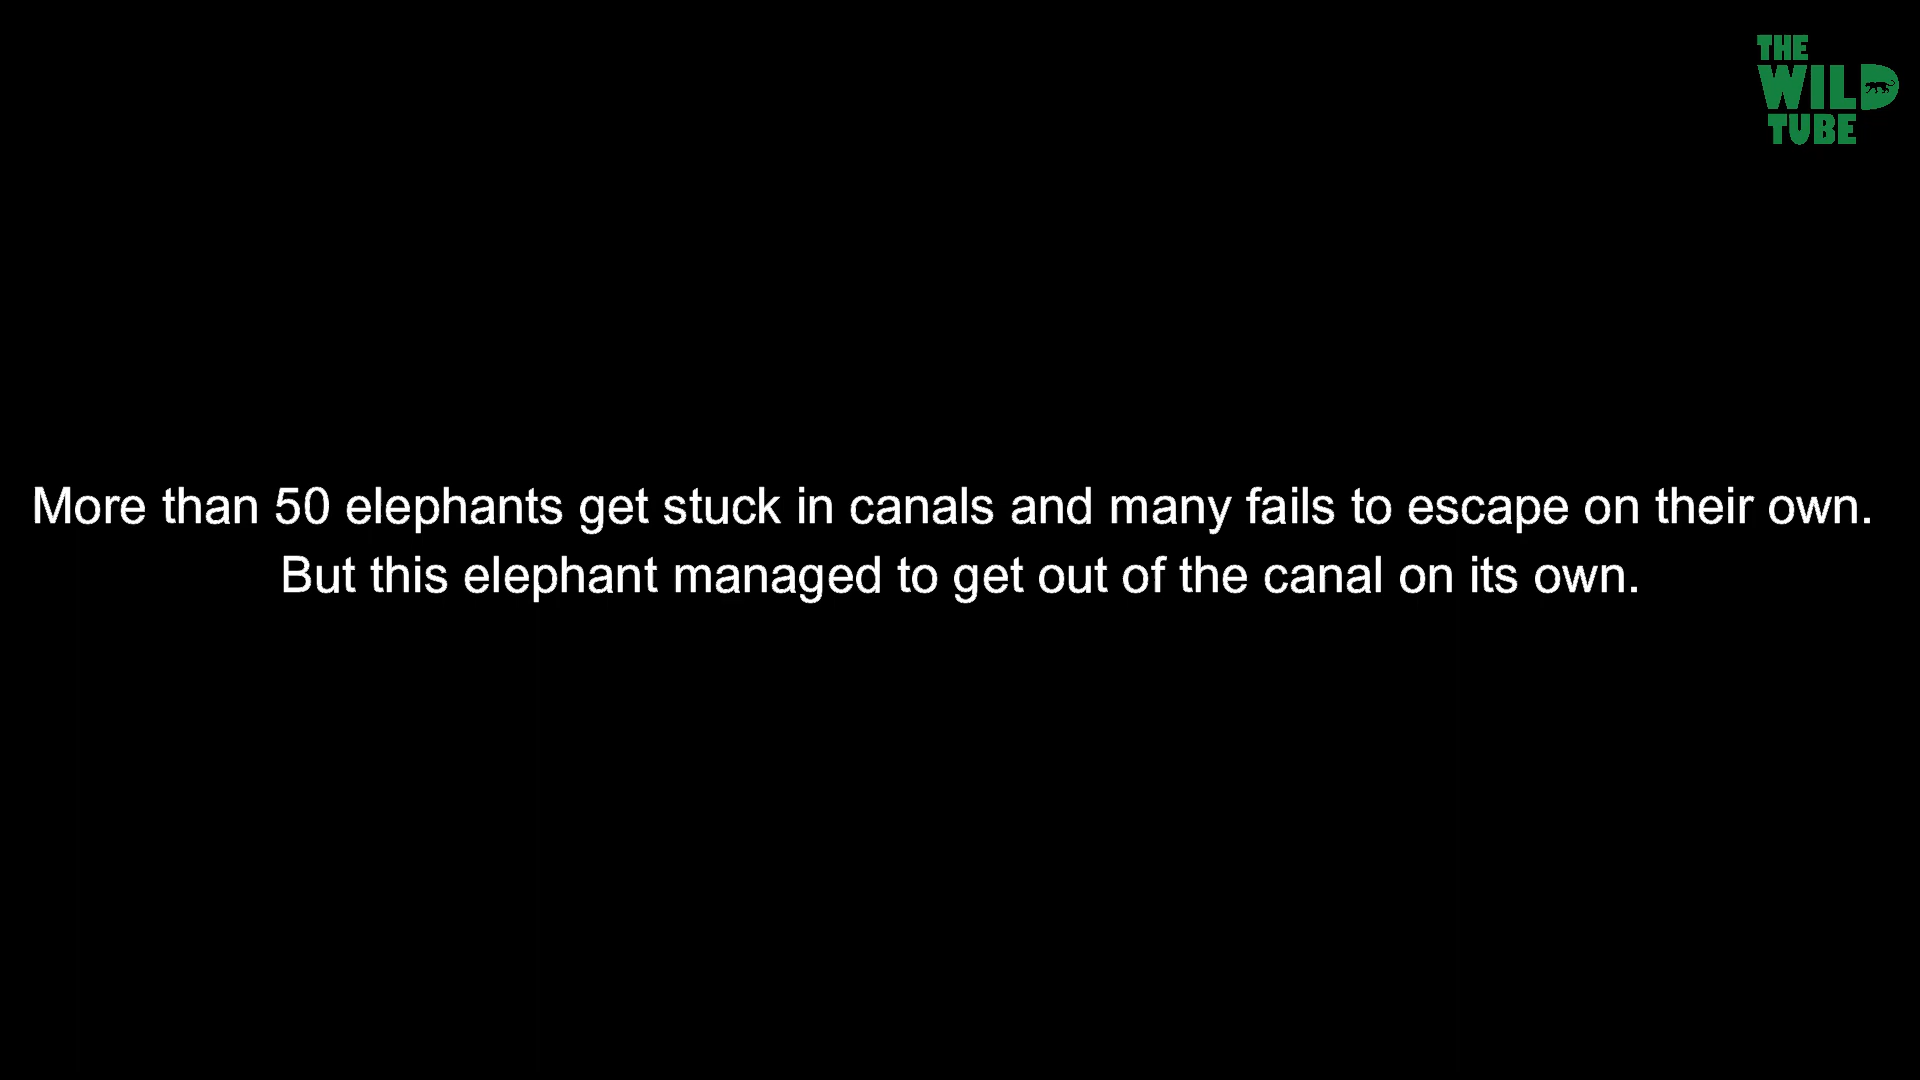 THE
WILD
TUBE
More than 50 elephants get stuck in canals and many fails to escape on their own.
But this elephant managed to get out of the canal on its own.